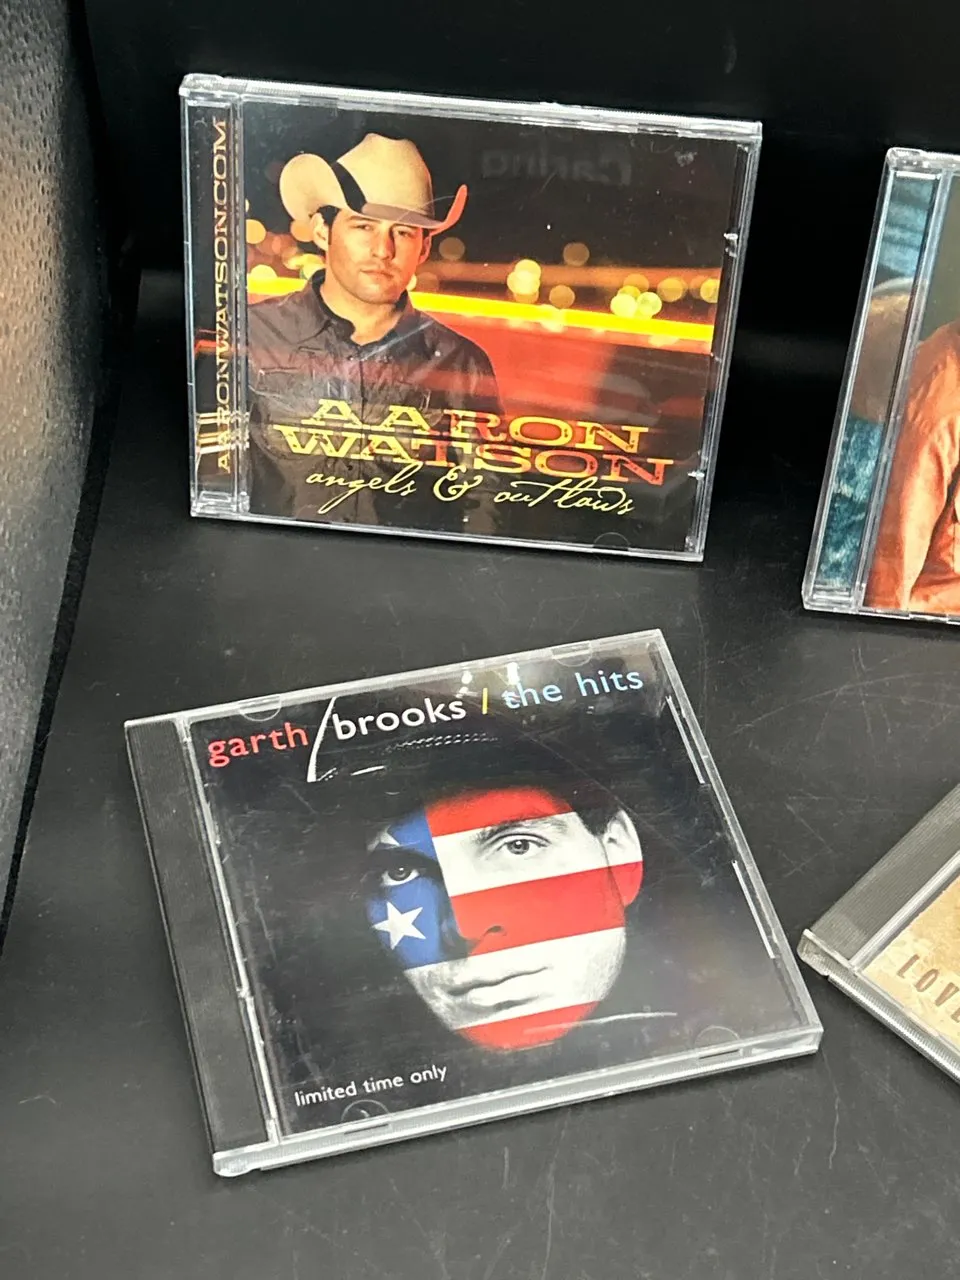 AARONWATSON.COM
AARON
WATSON
angels & outlaws
garth / brooks / the hits
limited time only